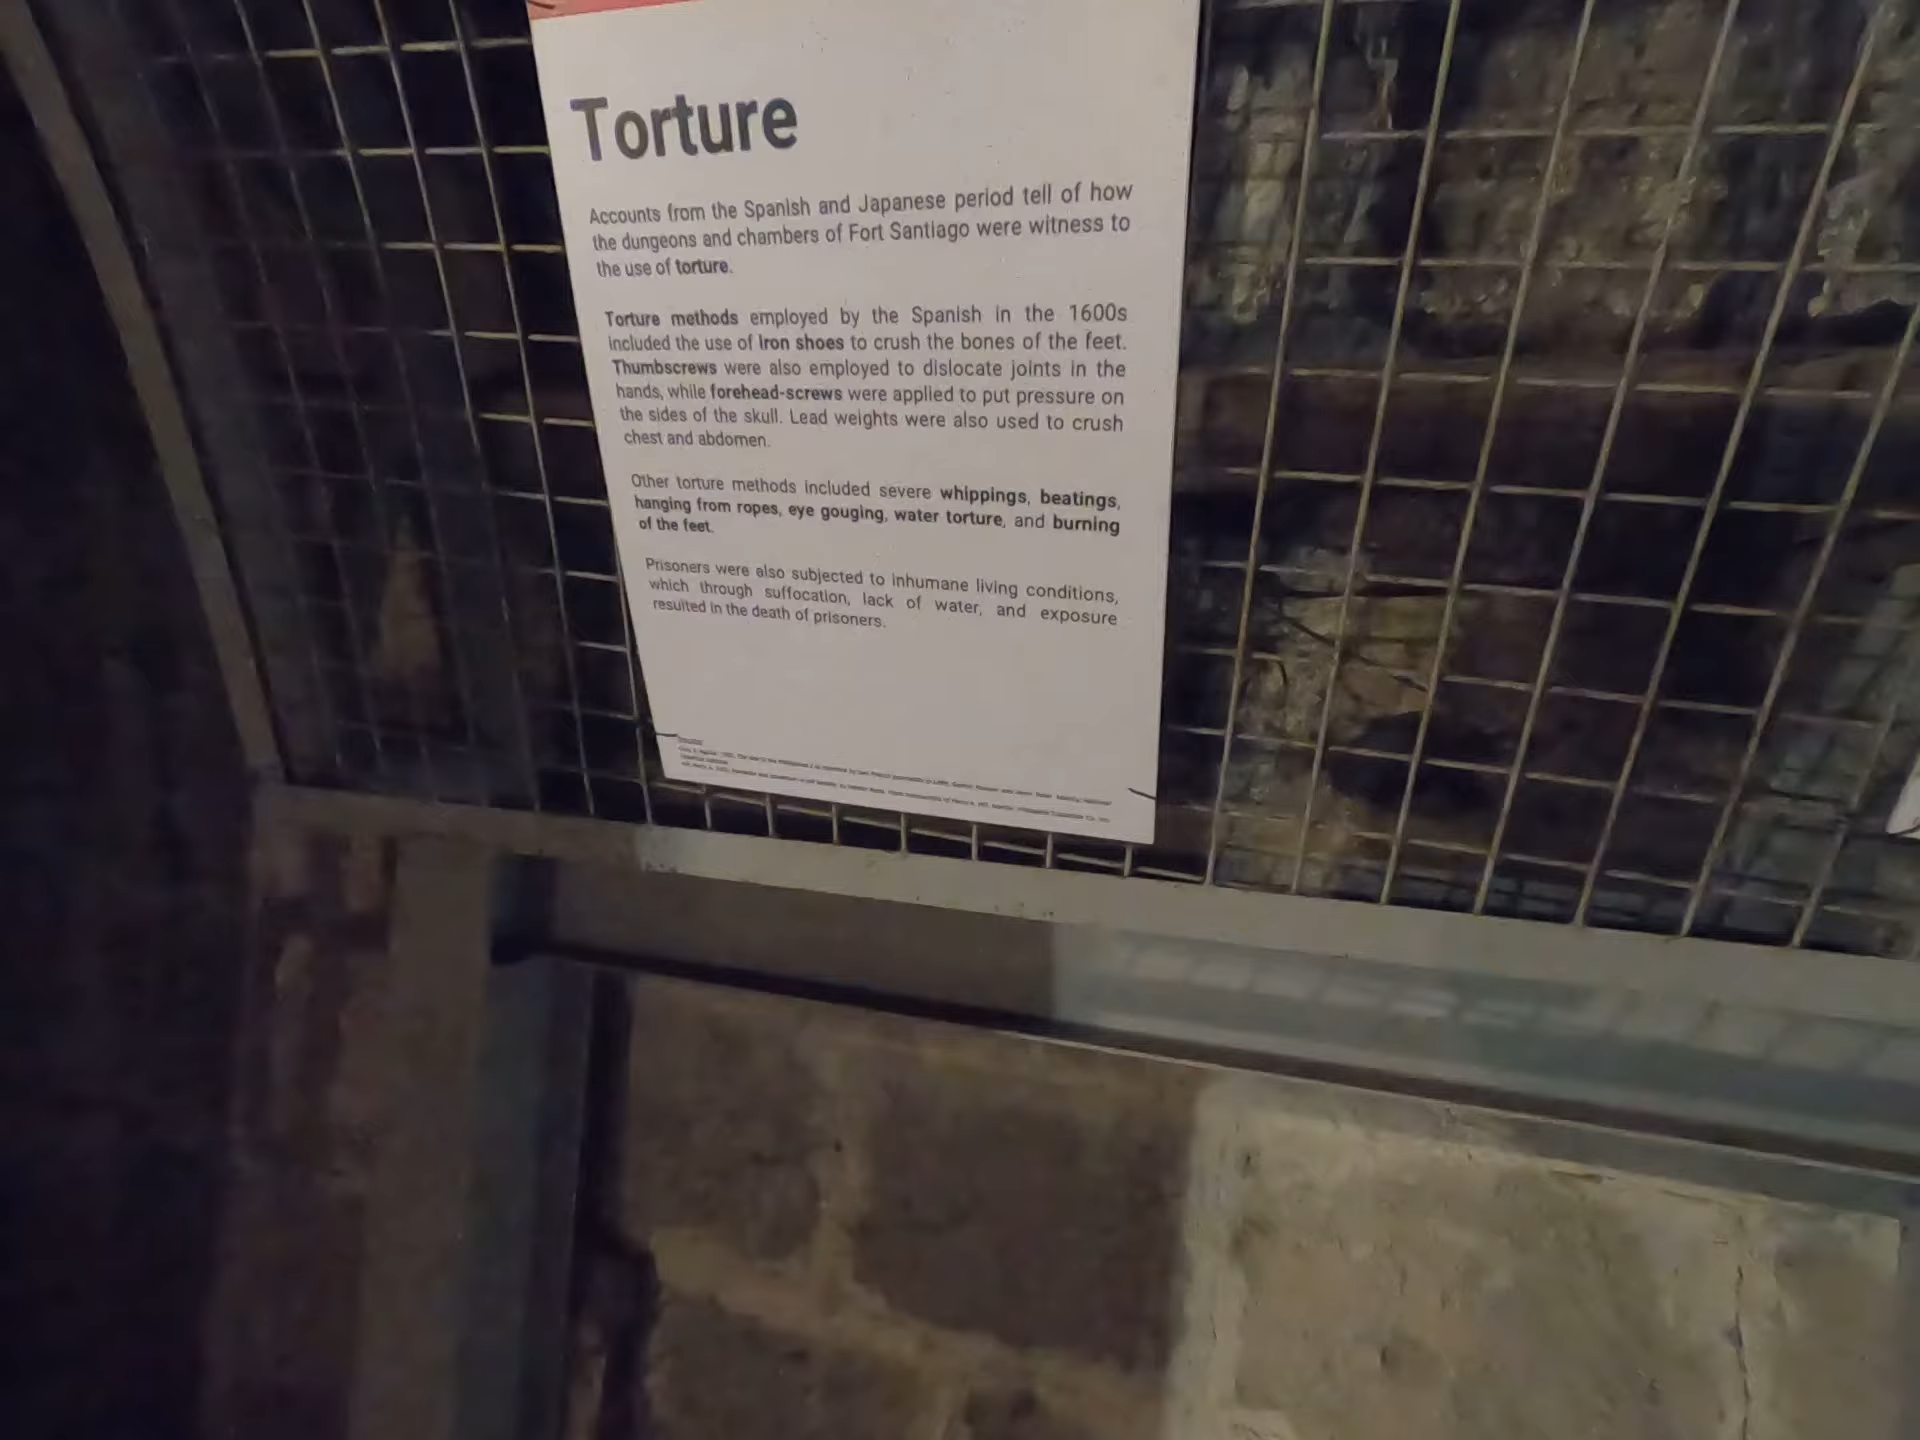 Torture
Accounts from the Spanish and Japanese period tell of how
the dungeons and chambers of Fort Santiago were witness to
the use of torture.
Torture methods employed by the Spanish in the 1600s
included the use of iron shoes to crush the bones of the feet.
Thumbscrews were also employed to dislocate joints in the
hands, while forehead-screws were applied to put pressure on
the sides of the skull. Lead weights were also used to crush
chest and abdomen.
Other torture methods included severe whippings, beatings,
hanging from ropes, eye gouging, water torture, and burning
of the feet.
Prisoners were also subjected to inhumane living conditions,
which through suffocation, lack of water, and exposure
resulted in the death of prisoners.